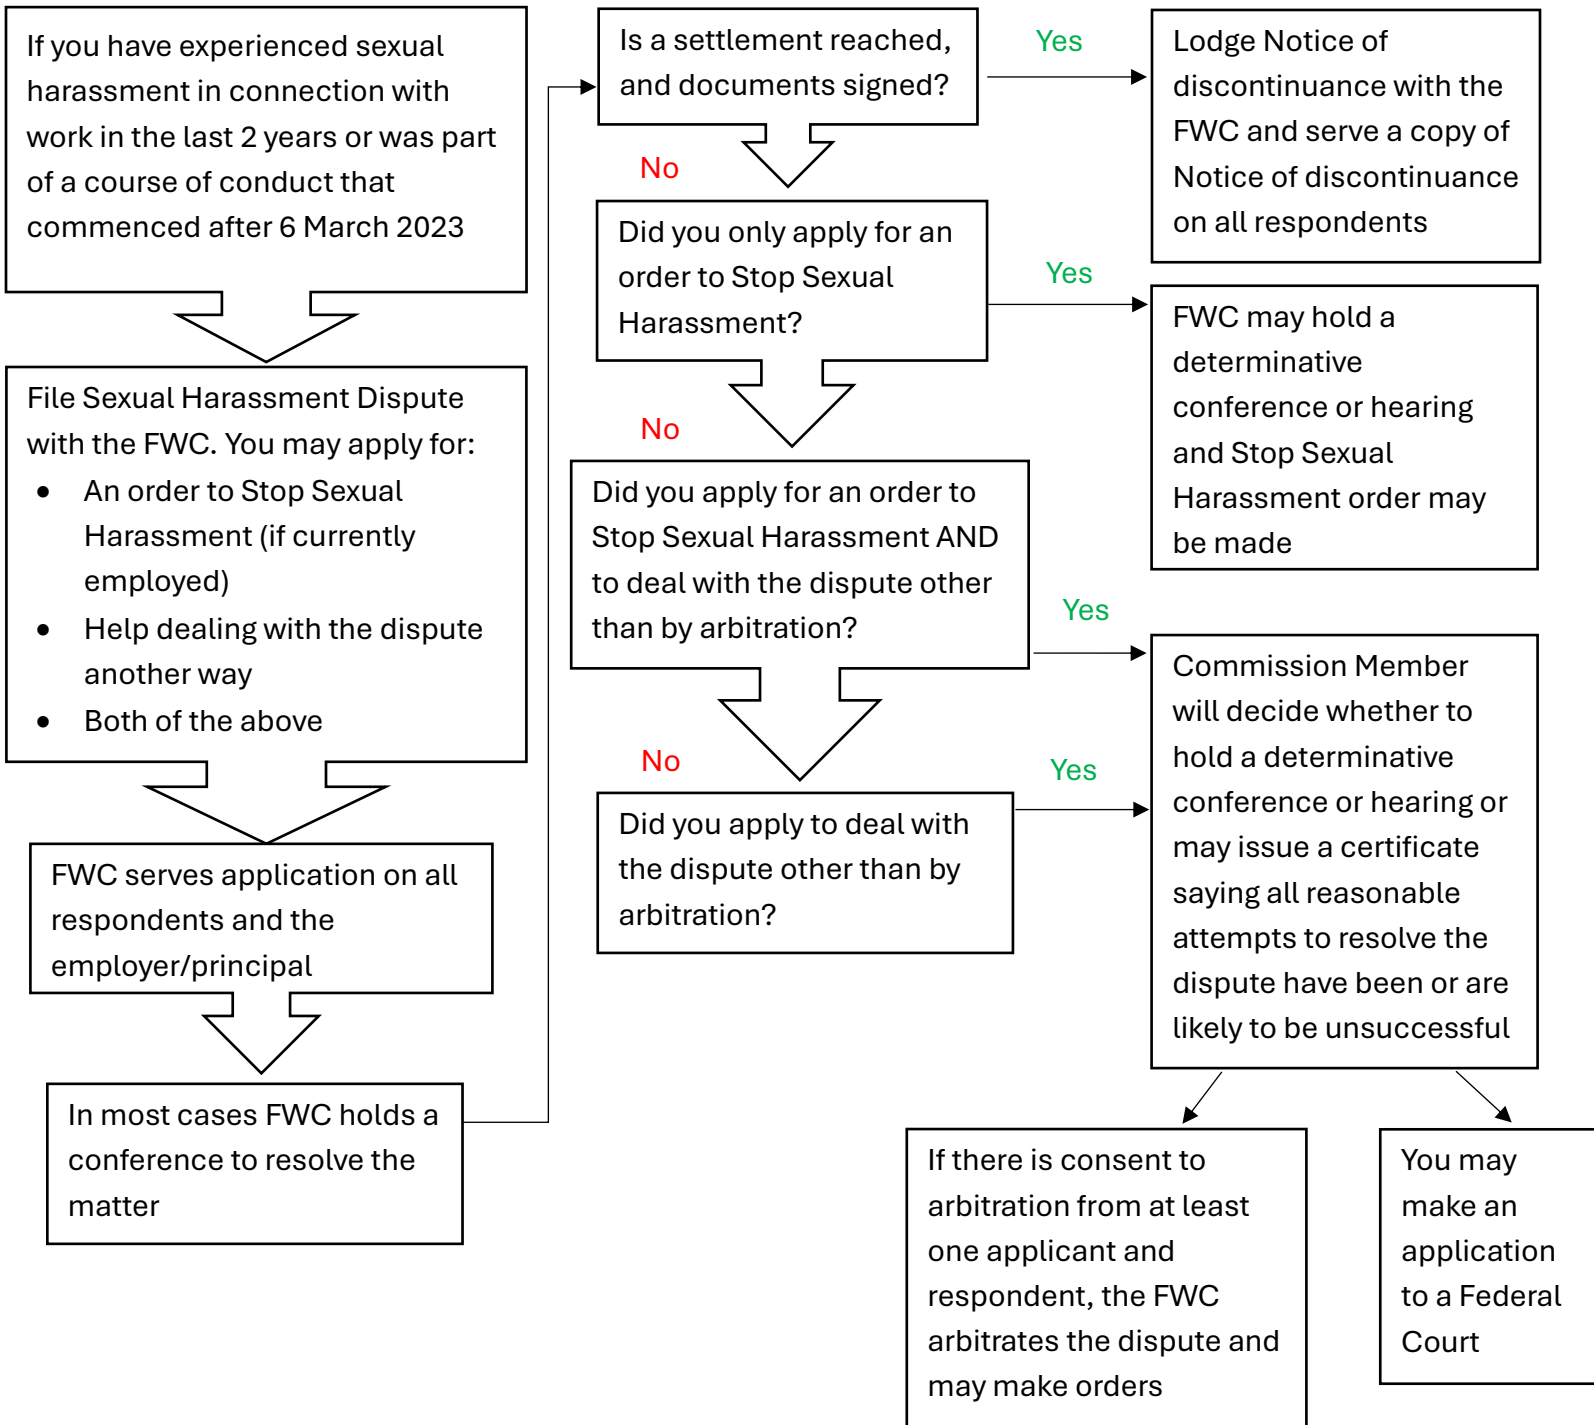 If you have experienced sexual
harassment in connection with
work in the last 2 years or was part
of a course of conduct that
commenced after 6 March 2023
File Sexual Harassment Dispute
with the FWC. You may apply for:
• An order to Stop Sexual
Harassment (if currently
employed)
• Help dealing with the dispute
another way
• Both of the above
FWC serves application on all
respondents and the
employer/principal
In most cases FWC holds a
conference to resolve the
matter
Is a settlement reached,
and documents signed?
Yes
Lodge Notice of
discontinuance with the
FWC and serve a copy of
Notice of discontinuance
on all respondents
No
Did you only apply for an
order to Stop Sexual
Harassment?
Yes
FWC may hold a
determinative
conference or hearing
and Stop Sexual
Harassment order may
be made
No
Did you apply for an order to
Stop Sexual Harassment AND
to deal with the dispute other
than by arbitration?
Yes
No
Did you apply to deal with
the dispute other than by
arbitration?
Yes
Commission Member
will decide whether to
hold a determinative
conference or hearing or
may issue a certificate
saying all reasonable
attempts to resolve the
dispute have been or are
likely to be unsuccessful
If there is consent to
arbitration from at least
one applicant and
respondent, the FWC
arbitrates the dispute and
may make orders
You may
make an
application
to a Federal
Court